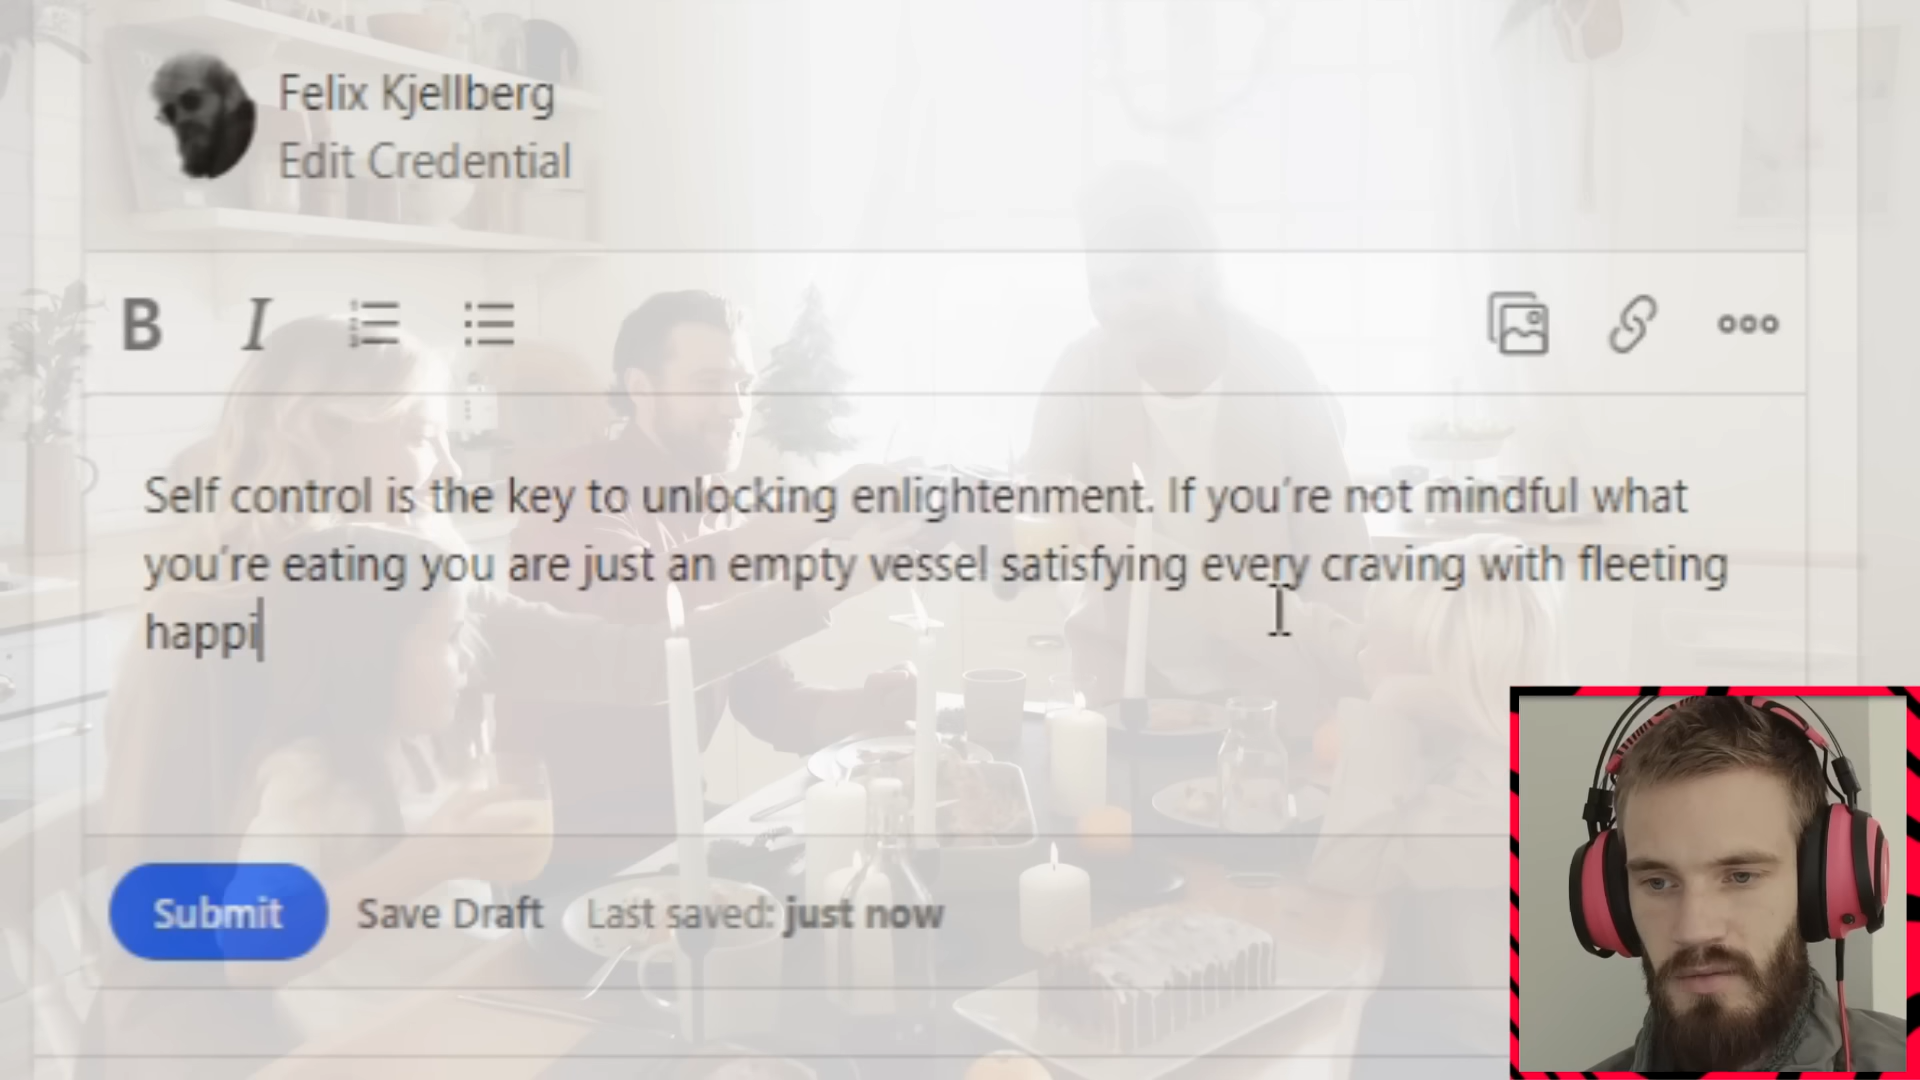 Felix Kjellberg
Edit Credential
B I
Self control is the key to unlocking enlightenment. If you're not mindful what
you're eating you are just an empty vessel satisfying every craving with fleeting
happi
Submit Save Draft Last saved: just now